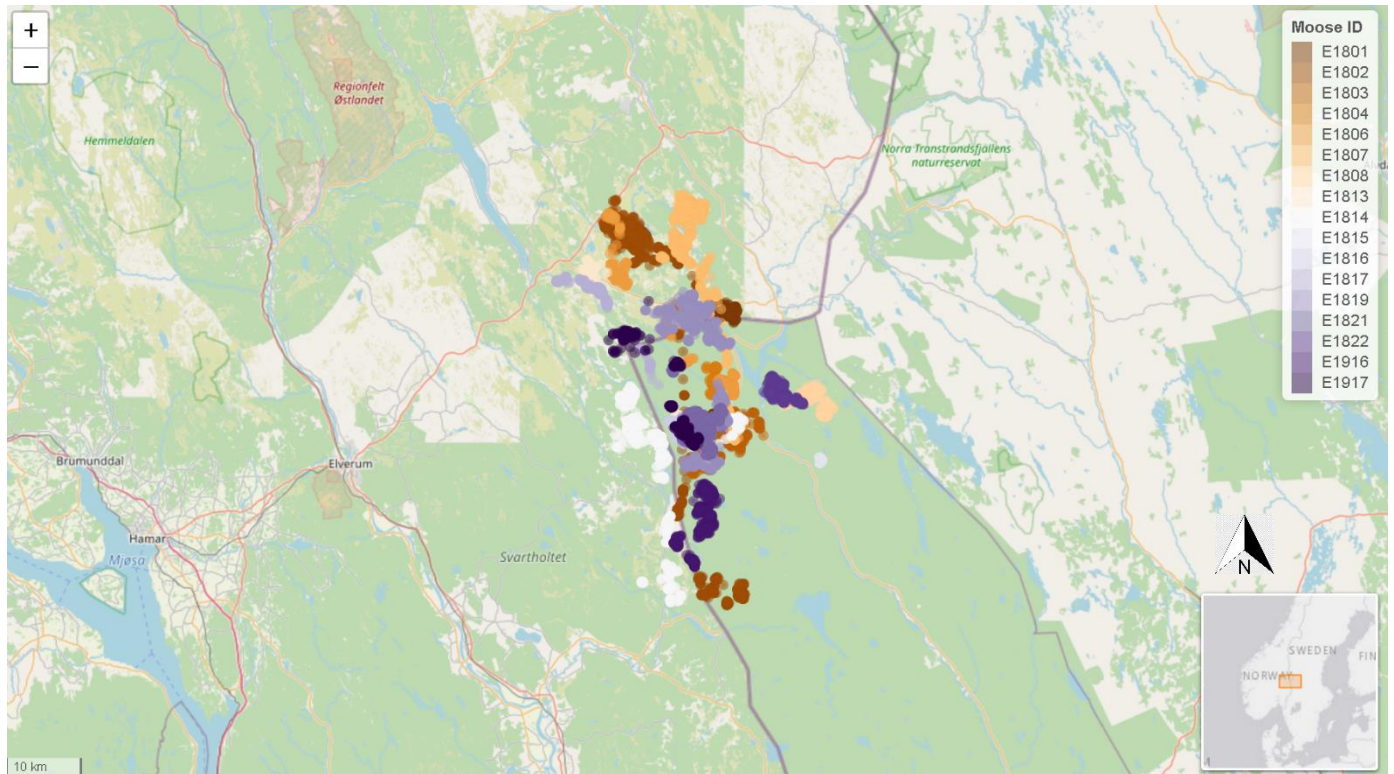 +
−
Regionfelt
Østlandet
Hemmeldalen
Norra Transtrandsfjällens
naturreservat
Brumunddal
Elverum
Hamar
Mjøsa
Svartholtet
10 km
Moose ID
E1801
E1802
E1803
E1804
E1806
E1807
E1808
E1813
E1814
E1815
E1816
E1817
E1819
E1821
E1822
E1916
E1917
N
SWEDEN
NORWAY
FIN